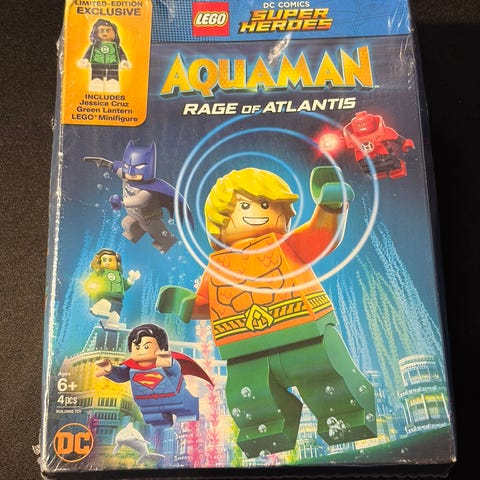 LIMITED-EDITION
EXCLUSIVE
INCLUDES
Jessica Cruz
Green Lantern
LEGO® Minifigure
LEGO
DC COMICS
SUPER
HEROES
AQUAMAN
RAGE OF ATLANTIS
Ages
6+
4pcs
BUILDING TOY
DC